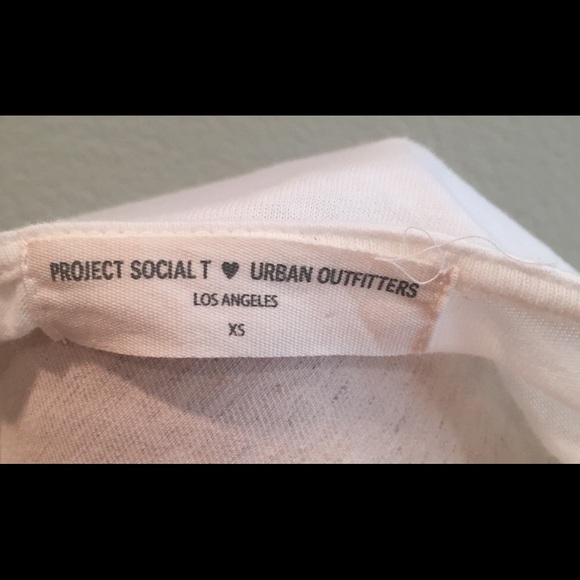 PROJECT SOCIAL T ♥ URBAN OUTFITTERS
LOS ANGELES
XS